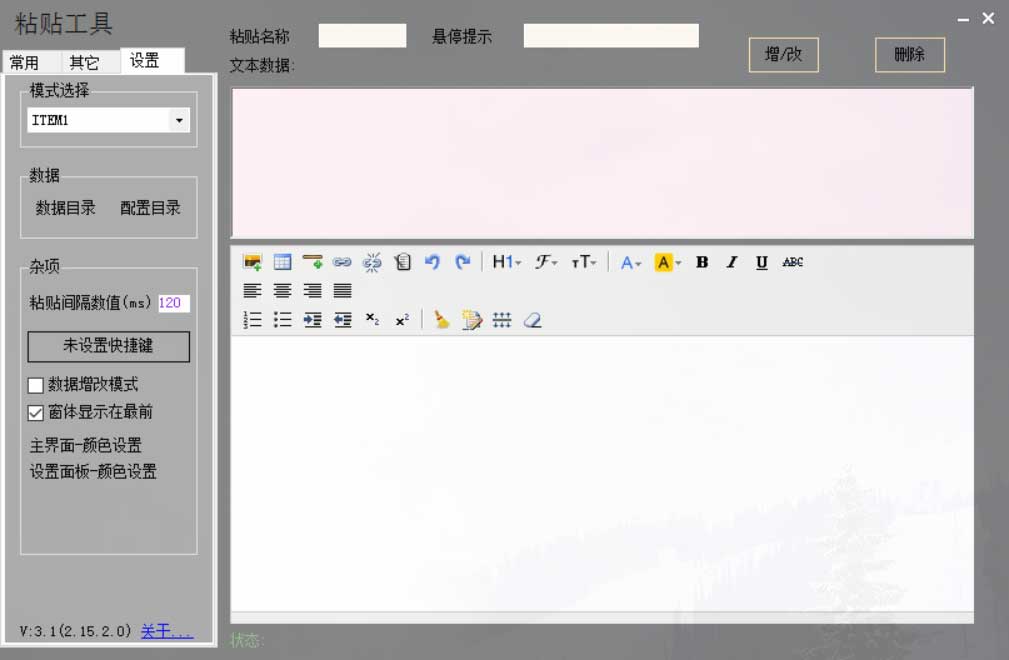 粘贴工具
常用 其它 设置
模式选择
ITEM1
数据
数据目录 配置目录
杂项
粘贴间隔数值(ms) 120
未设置快捷键
数据增改模式
窗体显示在最前
主界面-颜色设置
设置面板-颜色设置
V:3.1(2.15.2.0) 关于...
粘贴名称 悬停提示
文本数据:
增/改 删除
H1 F TT A A B I U ABC
x₂ x²
状态: